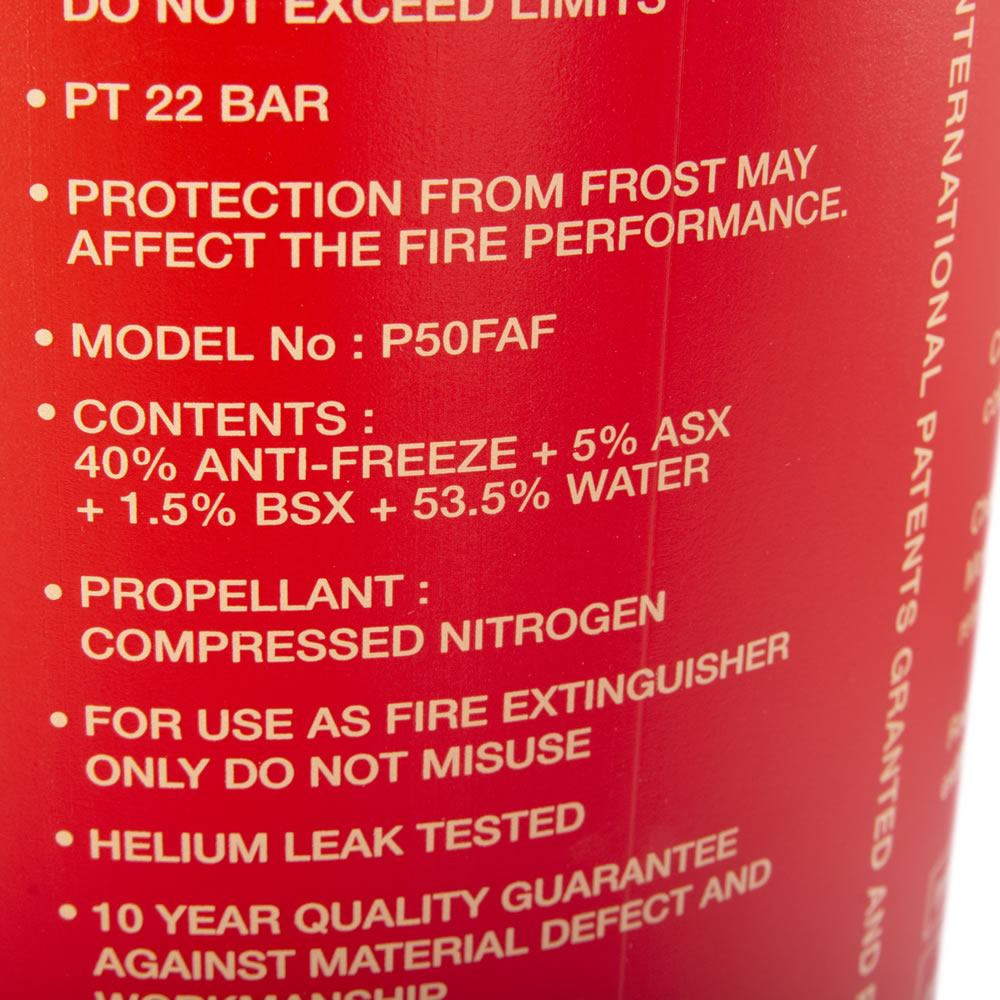 DO NOT EXCEED LIMITS
• PT 22 BAR
• PROTECTION FROM FROST MAY
AFFECT THE FIRE PERFORMANCE.
• MODEL No : P50FAF
• CONTENTS :
40% ANTI-FREEZE + 5% ASX
+ 1.5% BSX + 53.5% WATER
• PROPELLANT :
COMPRESSED NITROGEN
• FOR USE AS FIRE EXTINGUISHER
ONLY DO NOT MISUSE
• HELIUM LEAK TESTED
• 10 YEAR QUALITY GUARANTEE
AGAINST MATERIAL DEFECT AND
WORKMANSHIP
INTERNATIONAL PATENTS GRANTED AND